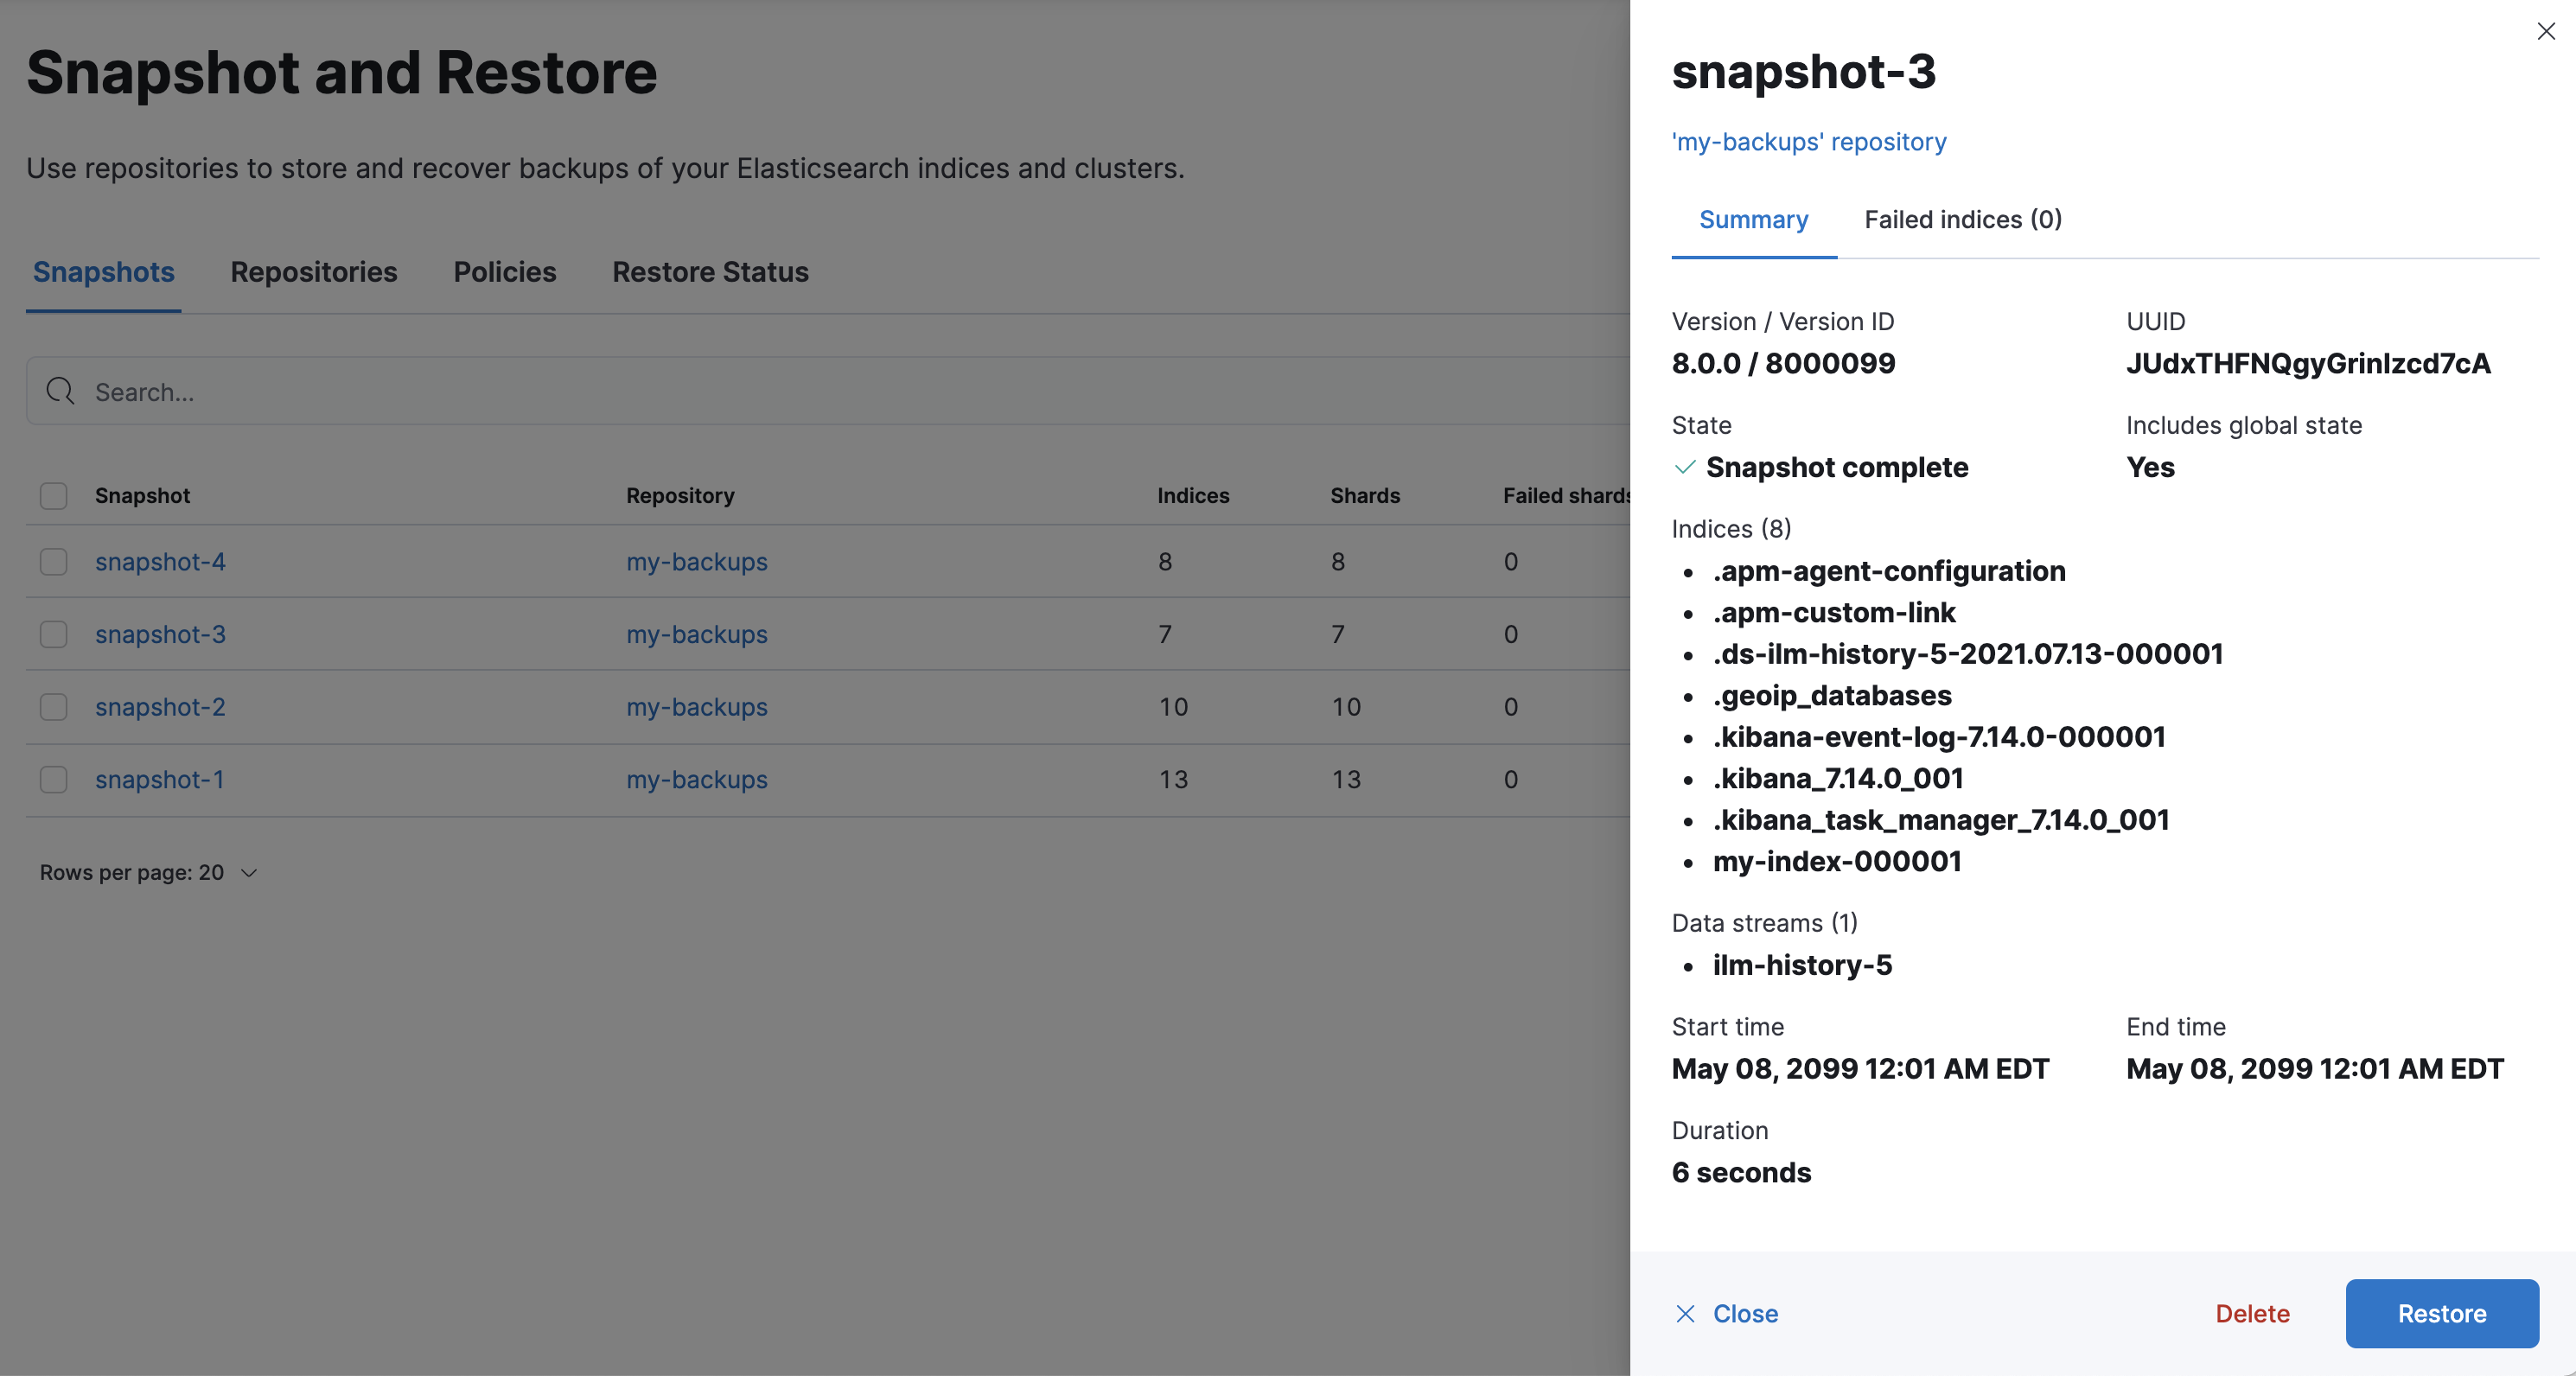 Snapshot and Restore
Use repositories to store and recover backups of your Elasticsearch indices and clusters.
Snapshots Repositories Policies Restore Status
Search...
Snapshot Repository Indices Shards Failed shards
snapshot-4 my-backups 8 8 0
snapshot-3 my-backups 7 7 0
snapshot-2 my-backups 10 10 0
snapshot-1 my-backups 13 13 0
Rows per page: 20
snapshot-3
'my-backups' repository
Summary Failed indices (0)
Version / Version ID UUID
8.0.0 / 8000099 JUdxTHFNQgyGrinIzcd7cA
State Includes global state
Snapshot complete Yes
Indices (8)
• .apm-agent-configuration
• .apm-custom-link
• .ds-ilm-history-5-2021.07.13-000001
• .geoip_databases
• .kibana-event-log-7.14.0-000001
• .kibana_7.14.0_001
• .kibana_task_manager_7.14.0_001
• my-index-000001
Data streams (1)
• ilm-history-5
Start time End time
May 08, 2099 12:01 AM EDT May 08, 2099 12:01 AM EDT
Duration
6 seconds
Close Delete Restore